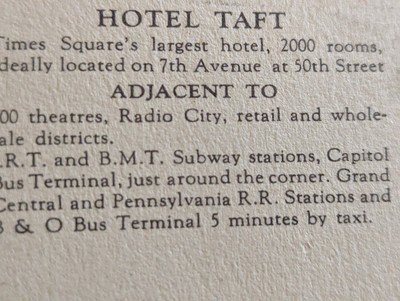 HOTEL TAFT
Times Square's largest hotel, 2000 rooms,
deally located on 7th Avenue at 50th Street
ADJACENT TO
00 theatres, Radio City, retail and whole-
ale districts.
.R.T. and B.M.T. Subway stations, Capitol
Bus Terminal, just around the corner. Grand
Central and Pennsylvania R.R. Stations and
B & O Bus Terminal 5 minutes by taxi.